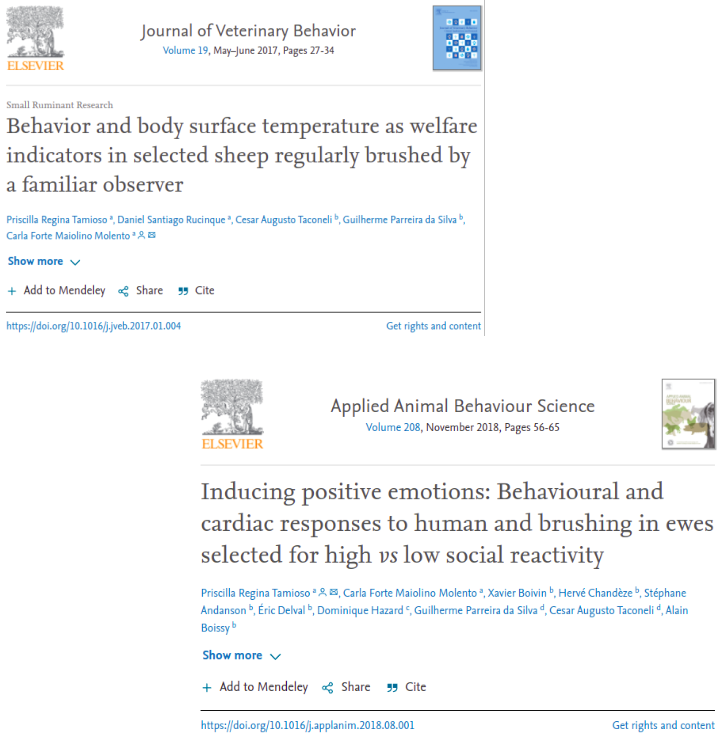 Journal of Veterinary Behavior
Volume 19, May–June 2017, Pages 27-34
ELSEVIER
Small Ruminant Research
Behavior and body surface temperature as welfare
indicators in selected sheep regularly brushed by
a familiar observer
Priscilla Regina Tamioso a, Daniel Santiago Rucinque a, Cesar Augusto Taconeli b, Guilherme Parreira da Silva b,
Carla Forte Maiolino Molento a
Show more
+ Add to Mendeley Share Cite
https://doi.org/10.1016/j.jveb.2017.01.004 Get rights and content
Applied Animal Behaviour Science
Volume 208, November 2018, Pages 56-65
ELSEVIER
Inducing positive emotions: Behavioural and
cardiac responses to human and brushing in ewes
selected for high vs low social reactivity
Priscilla Regina Tamioso a, Carla Forte Maiolino Molento a, Xavier Boivin b, Hervé Chandèze b, Stéphane
Andanson b, Éric Delval b, Dominique Hazard c, Guilherme Parreira da Silva d, Cesar Augusto Taconeli d, Alain
Boissy b
Show more
+ Add to Mendeley Share Cite
https://doi.org/10.1016/j.applanim.2018.08.001 Get rights and content